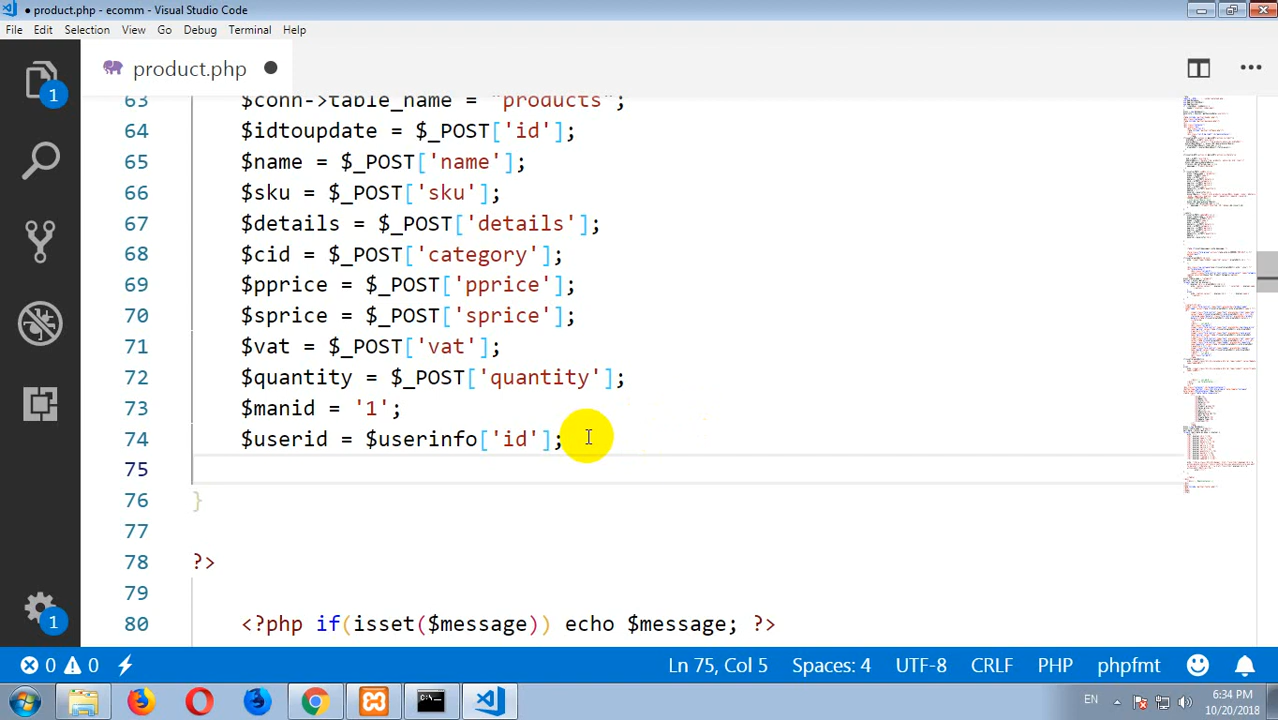 product.php - ecomm - Visual Studio Code
File Edit Selection View Go Debug Terminal Help
product.php
63 $conn->table_name = "products";
64 $idtoupdate = $_POST['id'];
65 $name = $_POST['name'];
66 $sku = $_POST['sku'];
67 $details = $_POST['details'];
68 $cid = $_POST['category'];
69 $pprice = $_POST['pprice'];
70 $sprice = $_POST['sprice'];
71 $vat = $_POST['vat'];
72 $quantity = $_POST['quantity'];
73 $manid = '1';
74 $userid = $userinfo['id'];
75
76 }
77
78 ?>
79
80 <?php if(isset($message)) echo $message; ?>
1
1
0 0 Ln 75, Col 5 Spaces: 4 UTF-8 CRLF PHP phpfmt
EN 6:34 PM
10/20/2018